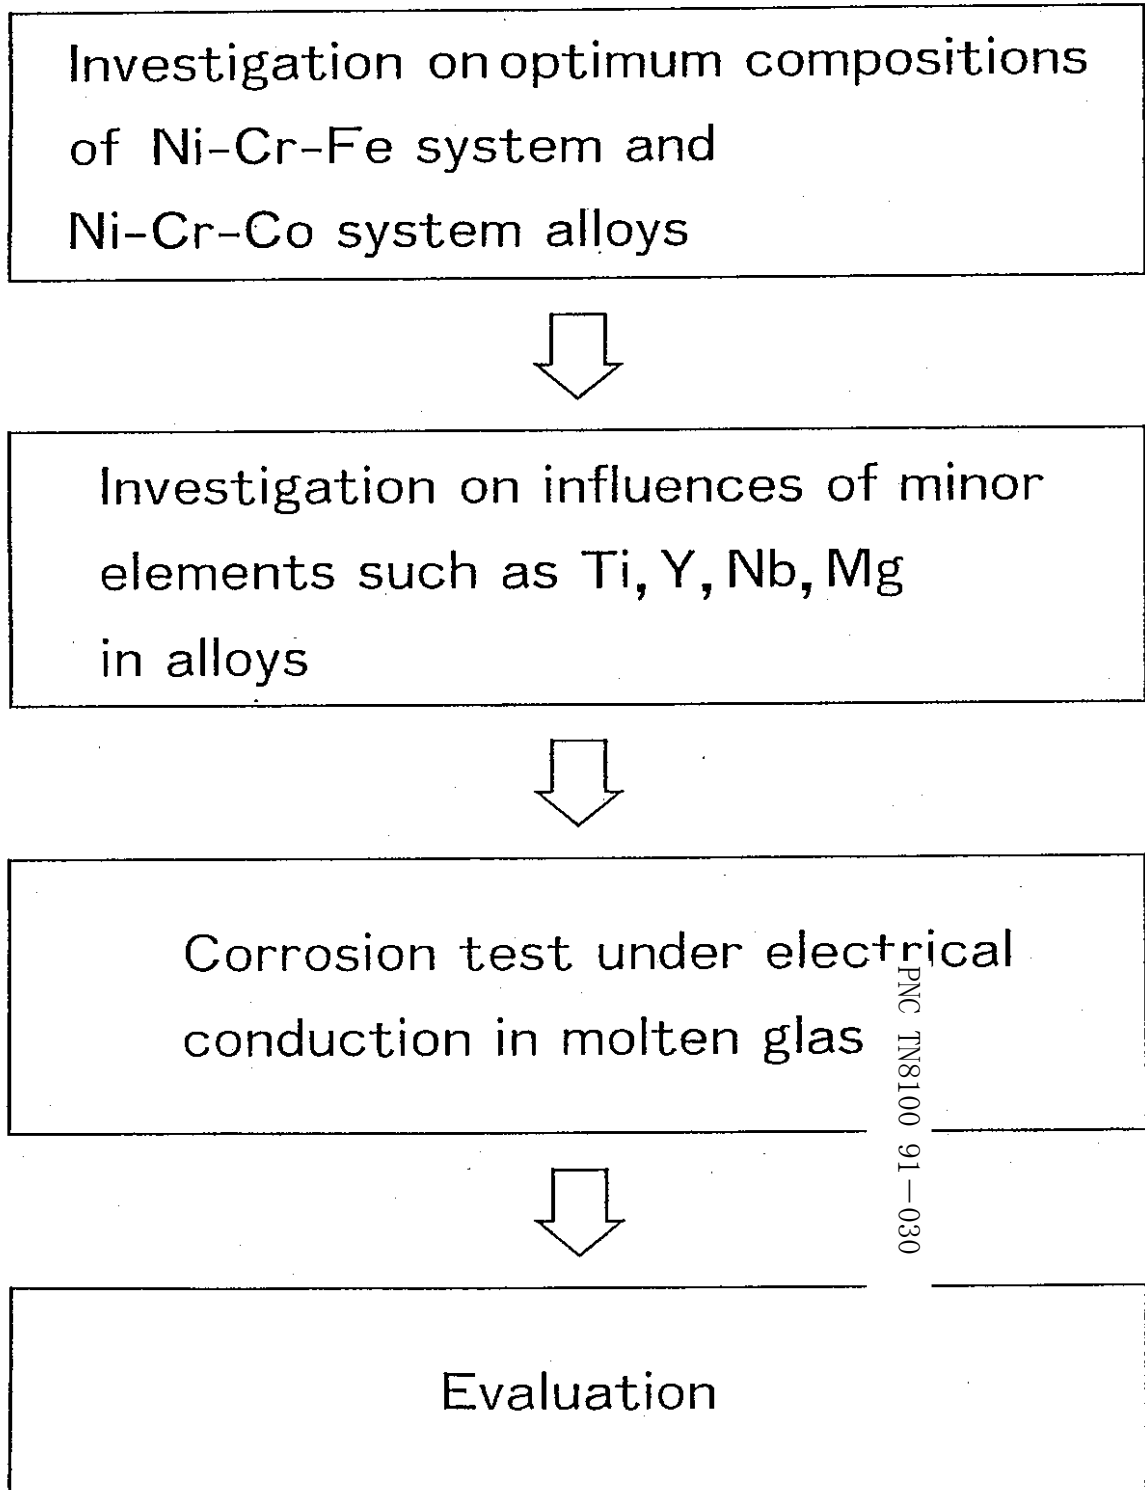 Investigation on optimum compositions
of Ni-Cr-Fe system and
Ni-Cr-Co system alloys
Investigation on influences of minor
elements such as Ti, Y, Nb, Mg
in alloys
Corrosion test under electrical
conduction in molten glas
PNC TN8100 91-030
Evaluation